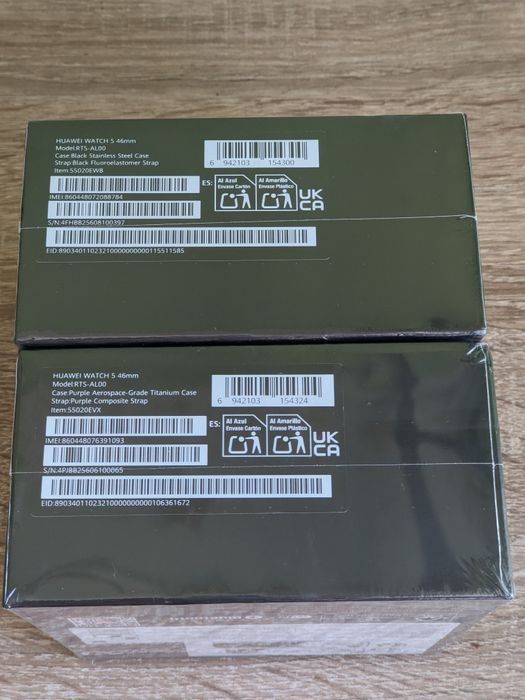 HUAWEI WATCH 5 46mm
Model:RTS-AL00
Case:Black Stainless Steel Case
Strap:Black Fluoroelastomer Strap
Item:55020EWB
6 942103 154300
IMEI:860448072088784
ES:
Al Azul
Envase Cartón
Al Amarillo
Envase Plástico
UK
CA
S/N:4FHBB25608100397
EID:89034011023210000000000115511585
HUAWEI WATCH 5 46mm
Model:RTS-AL00
Case:Purple Aerospace-Grade Titanium Case
Strap:Purple Composite Strap
Item:55020EVX
6 942103 154324
IMEI:860448076391093
ES:
Al Azul
Envase Cartón
Al Amarillo
Envase Plástico
UK
CA
S/N:4PJBB25606100065
EID:89034011023210000000000106361672